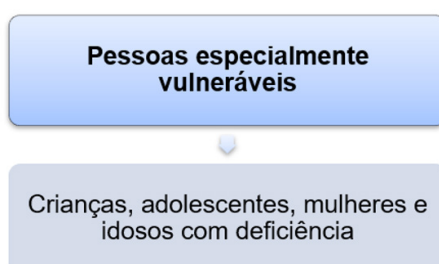 Pessoas especialmente
vulneráveis
Crianças, adolescentes, mulheres e
idosos com deficiência